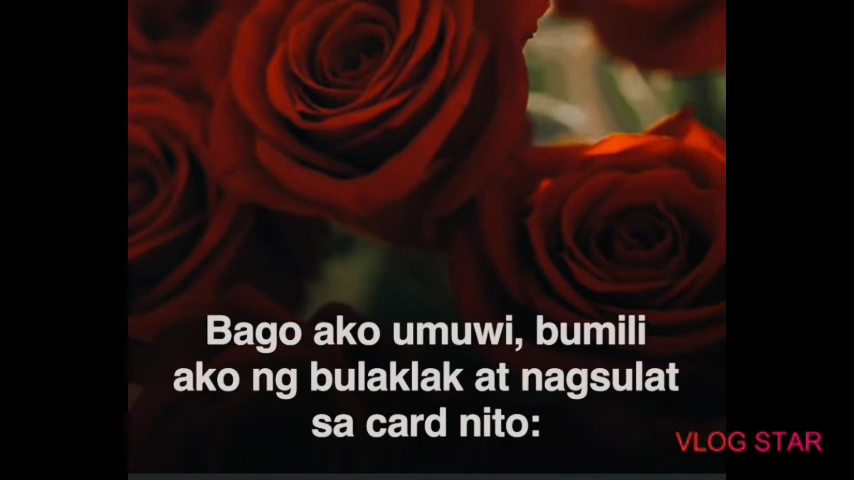 Bago ako umuwi, bumili
ako ng bulaklak at nagsulat
sa card nito:
VLOG STAR